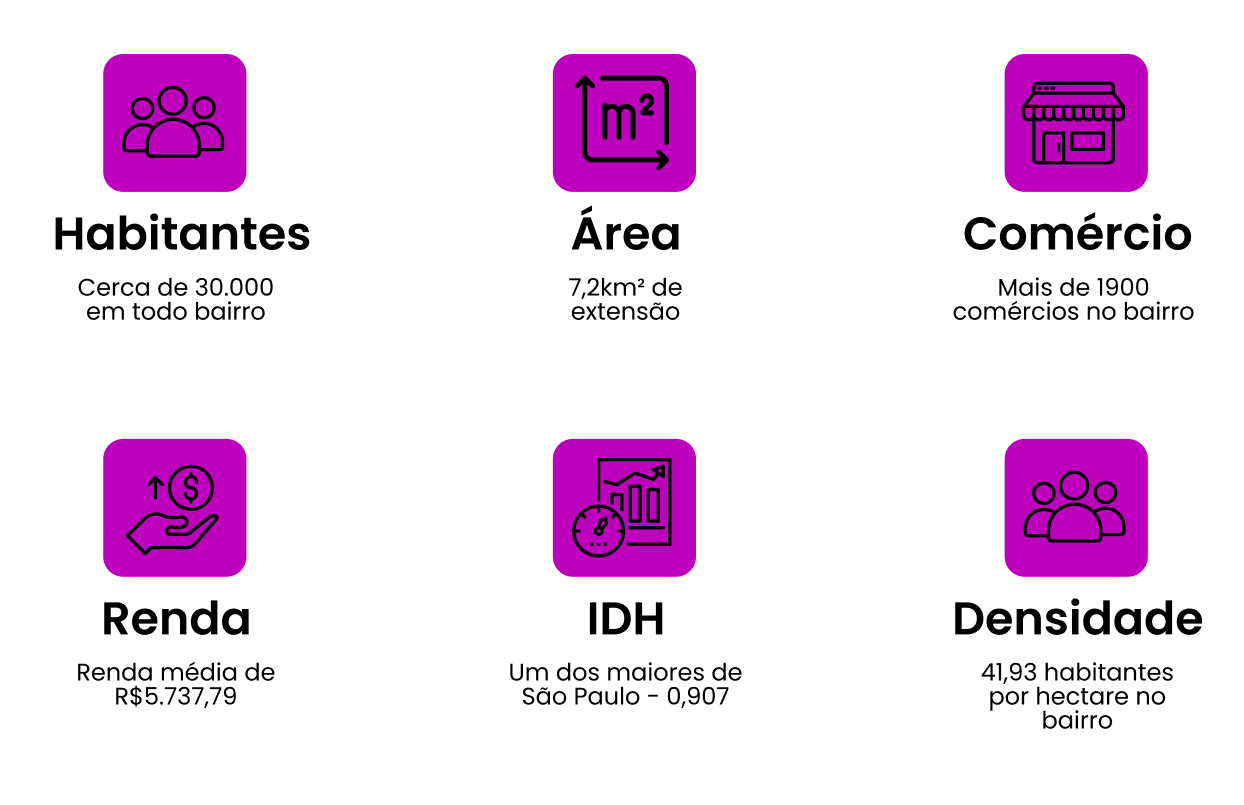 m²
Habitantes
Cerca de 30.000
em todo bairro
Área
7,2km² de
extensão
Comércio
Mais de 1900
comércios no bairro
$
Renda
Renda média de
R$5.737,79
IDH
Um dos maiores de
São Paulo - 0,907
Densidade
41,93 habitantes
por hectare no
bairro